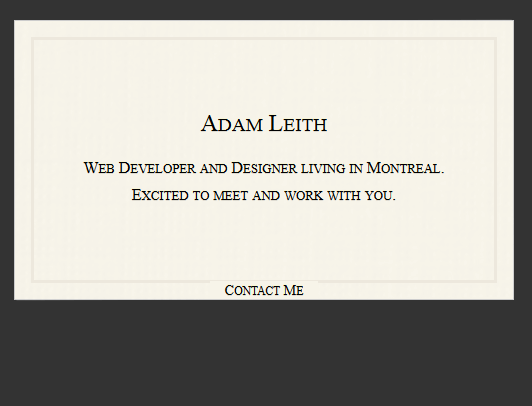 Adam Leith
Web Developer and Designer living in Montreal.
Excited to meet and work with you.
Contact Me